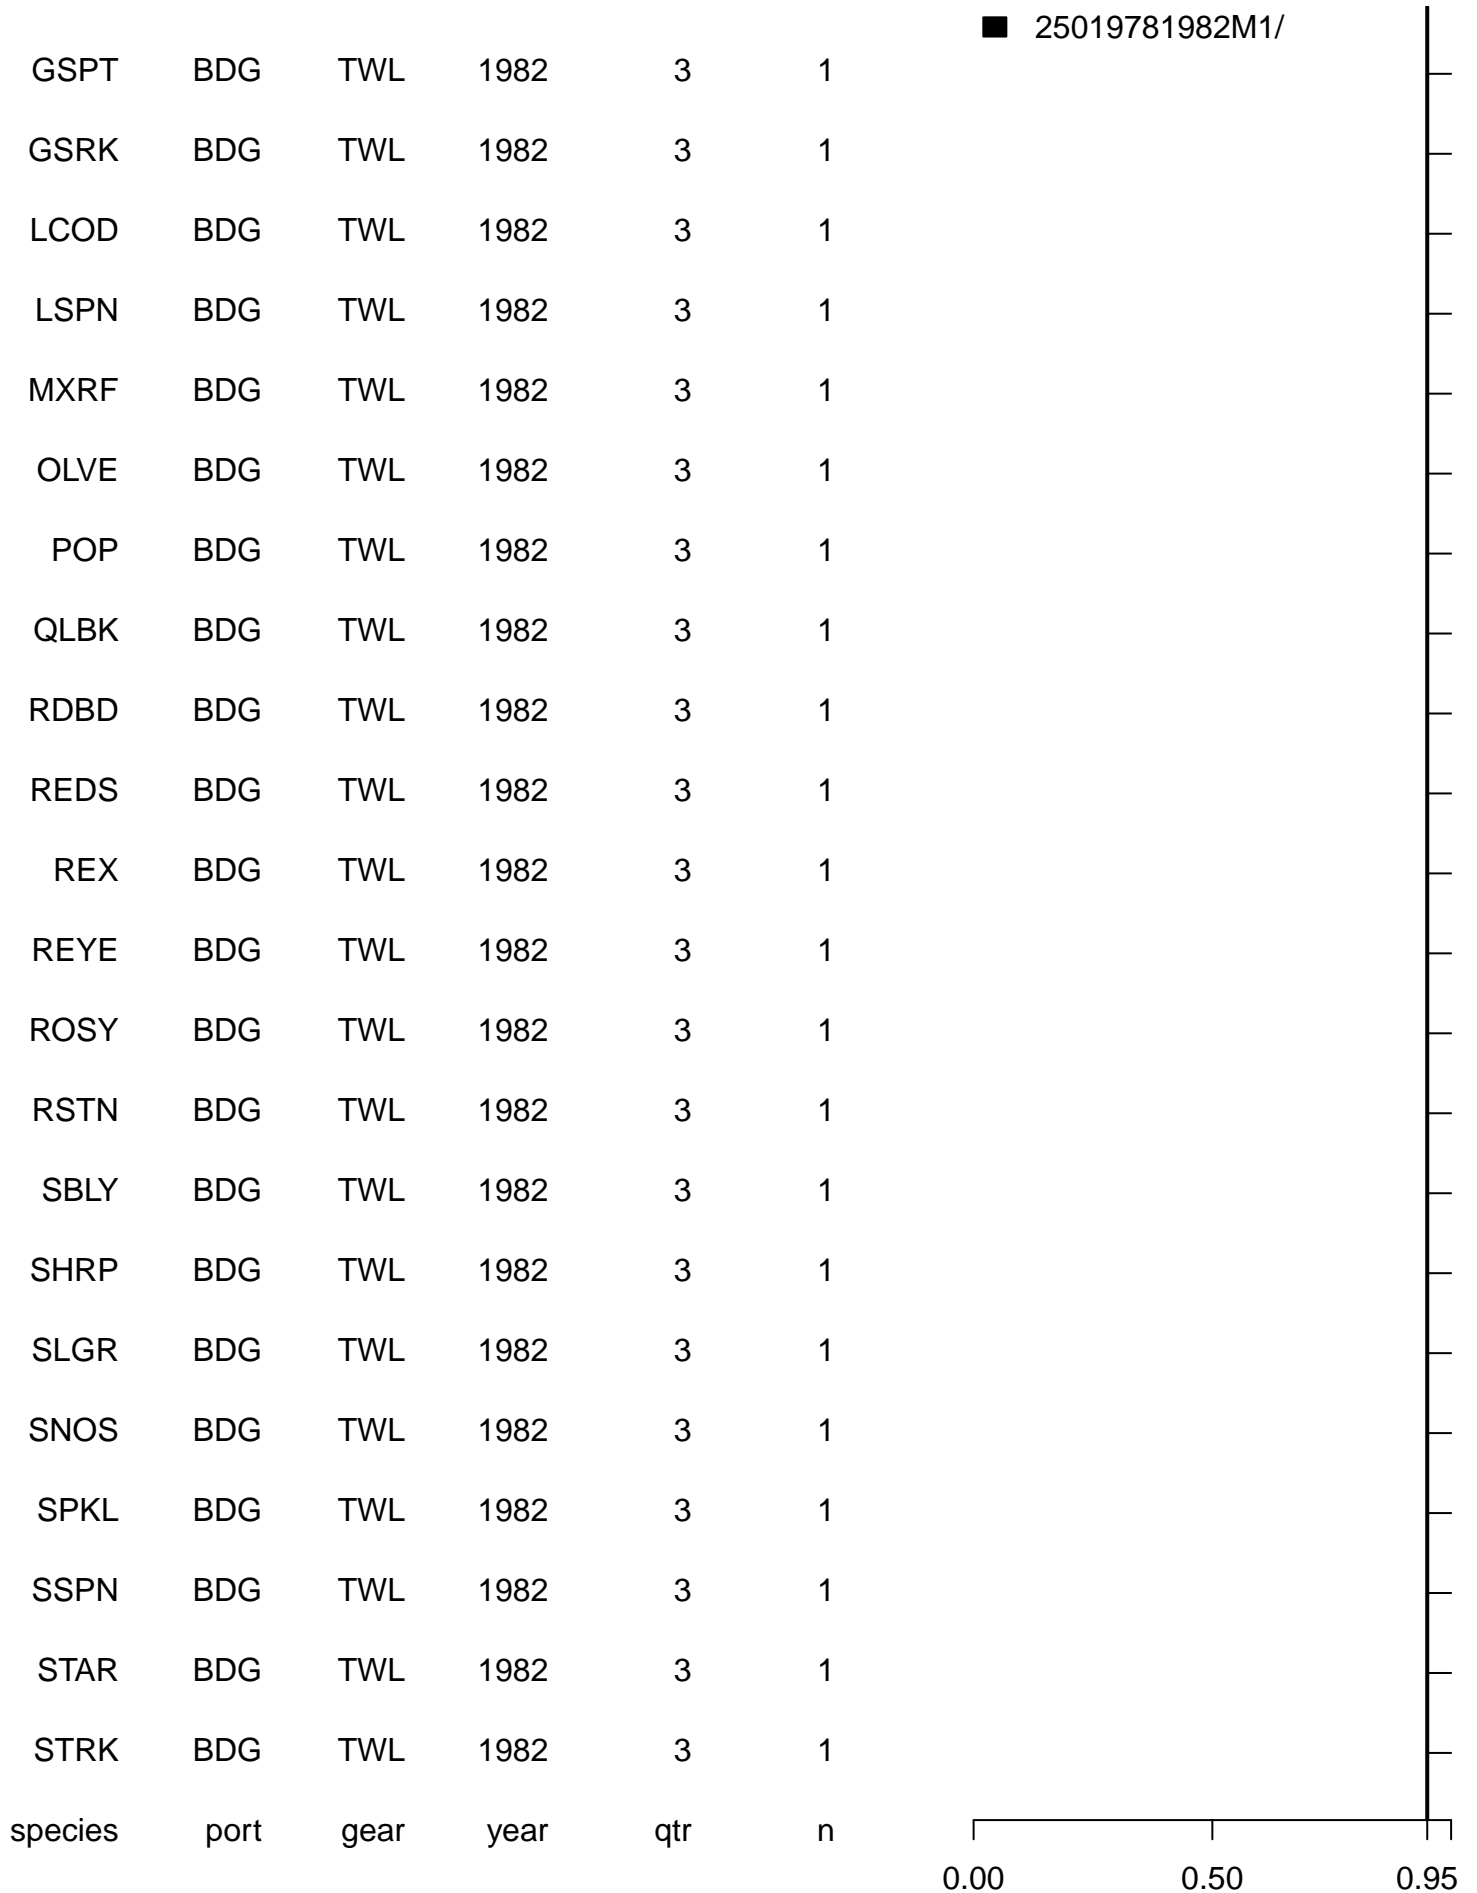 25019781982M1/
GSPT BDG TWL 1982 3 1
GSRK BDG TWL 1982 3 1
LCOD BDG TWL 1982 3 1
LSPN BDG TWL 1982 3 1
MXRF BDG TWL 1982 3 1
OLVE BDG TWL 1982 3 1
POP BDG TWL 1982 3 1
QLBK BDG TWL 1982 3 1
RDBD BDG TWL 1982 3 1
REDS BDG TWL 1982 3 1
REX BDG TWL 1982 3 1
REYE BDG TWL 1982 3 1
ROSY BDG TWL 1982 3 1
RSTN BDG TWL 1982 3 1
SBLY BDG TWL 1982 3 1
SHRP BDG TWL 1982 3 1
SLGR BDG TWL 1982 3 1
SNOS BDG TWL 1982 3 1
SPKL BDG TWL 1982 3 1
SSPN BDG TWL 1982 3 1
STAR BDG TWL 1982 3 1
STRK BDG TWL 1982 3 1
species port gear year qtr n
0.00 0.50 0.95